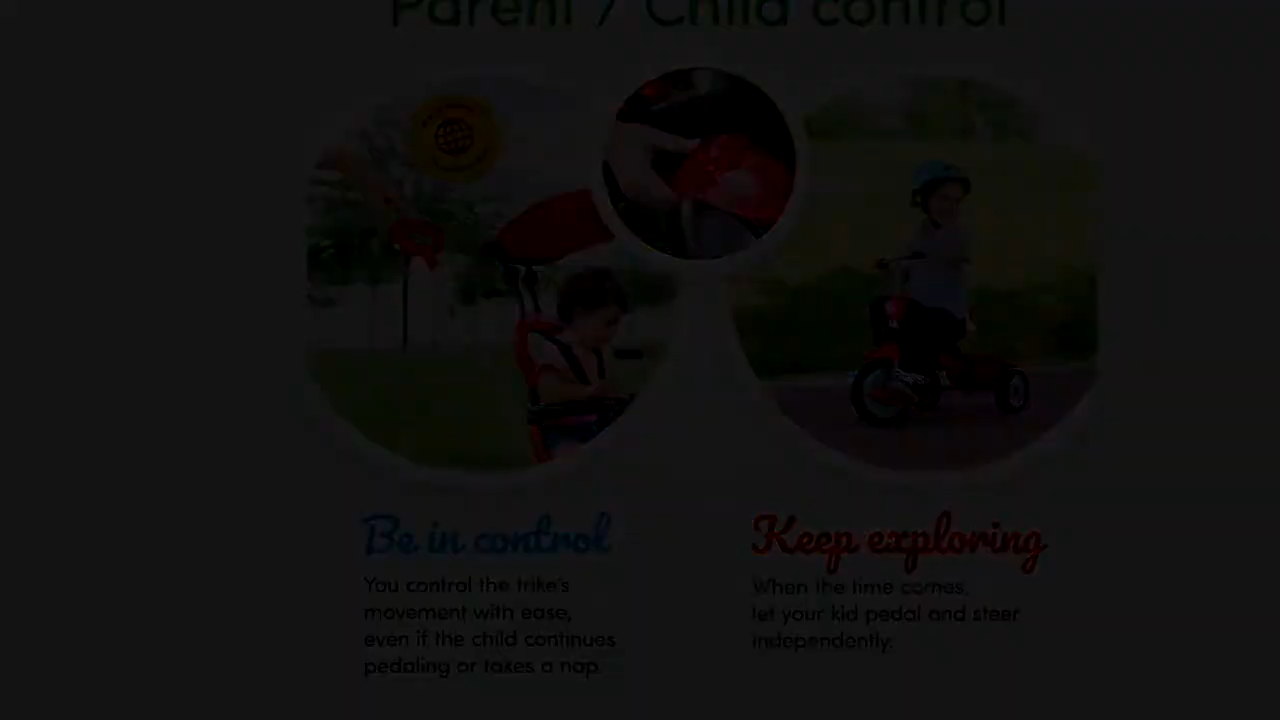 Parent / Child control
Be in control
You control the trike's
movement with ease,
even if the child continues
pedaling or takes a nap.
Keep exploring
When the time comes,
let your kid pedal and steer
independently.